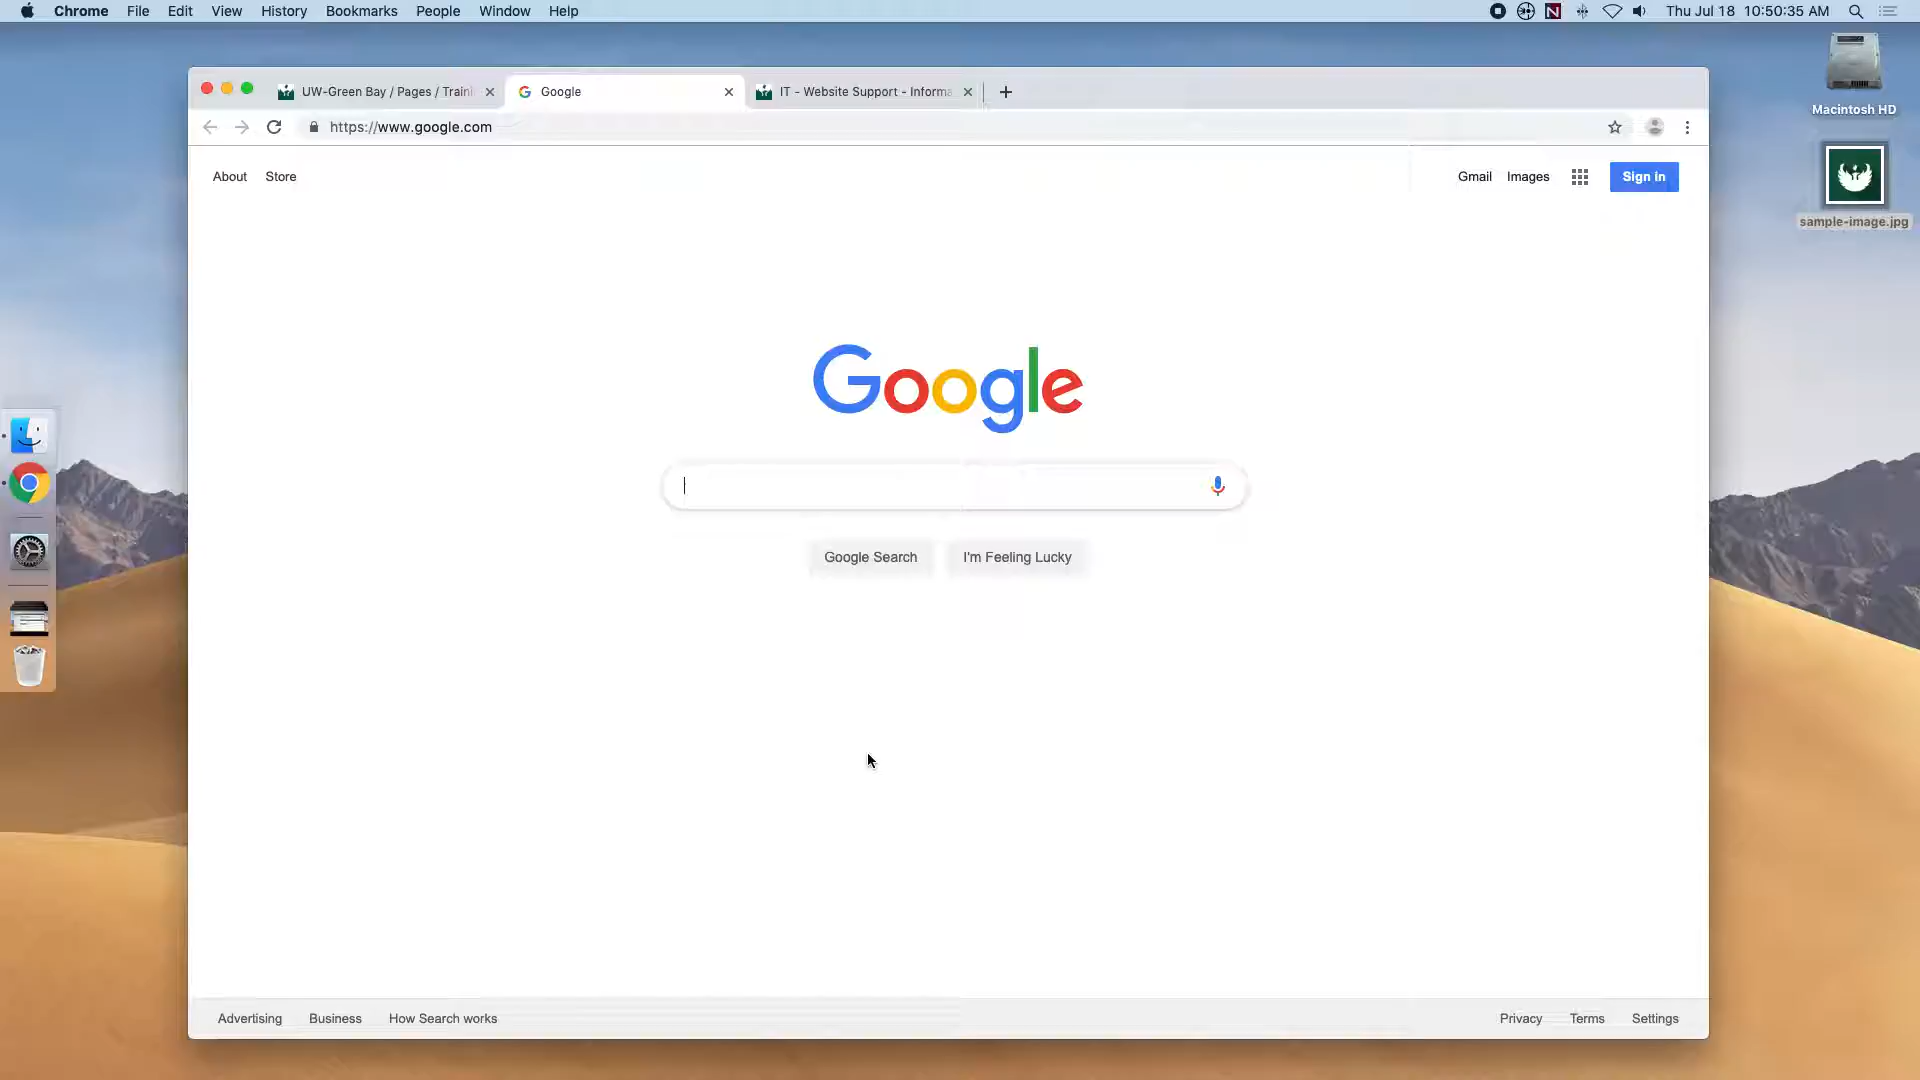 Chrome File Edit View History Bookmarks People Window Help Thu Jul 18 10:50:35 AM
Macintosh HD
UW-Green Bay / Pages / Traini Google IT - Website Support - Informa
https://www.google.com
About Store Gmail Images Sign in
sample-image.jpg
Google
Google Search I'm Feeling Lucky
Advertising Business How Search works Privacy Terms Settings